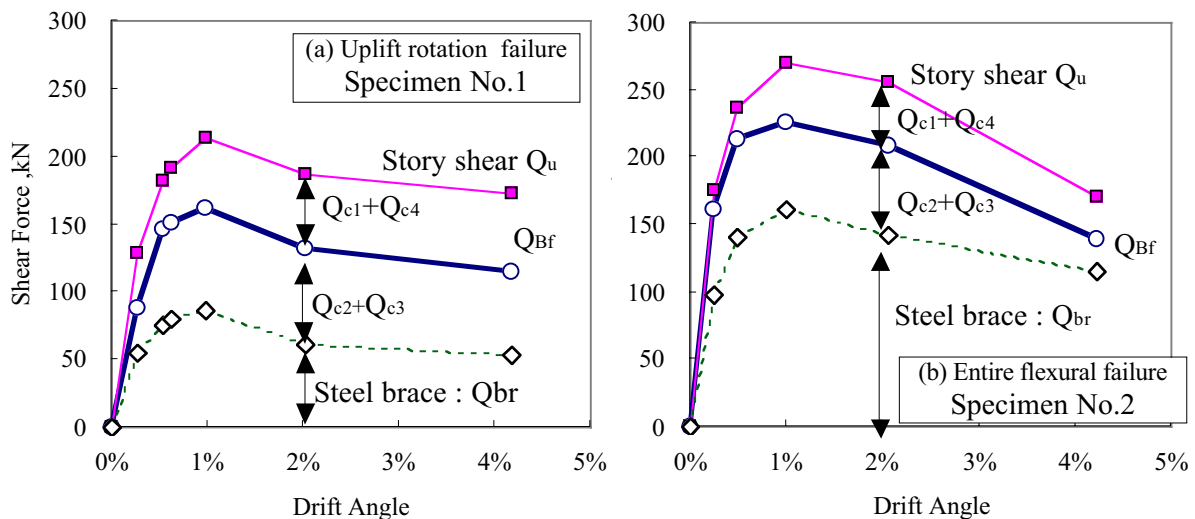 Shear Force ,kN
300
250
200
150
100
50
0
(a) Uplift rotation failure
Specimen No.1
Story shear Qu
Qc1+Qc4
QBf
Qc2+Qc3
Steel brace : Qbr
0% 1% 2% 3% 4% 5%
Drift Angle
300
250
200
150
100
50
0
Story shear Qu
Qc1+Qc4
Qc2+Qc3
QBf
Steel brace : Qbr
(b) Entire flexural failure
Specimen No.2
0% 1% 2% 3% 4% 5%
Drift Angle